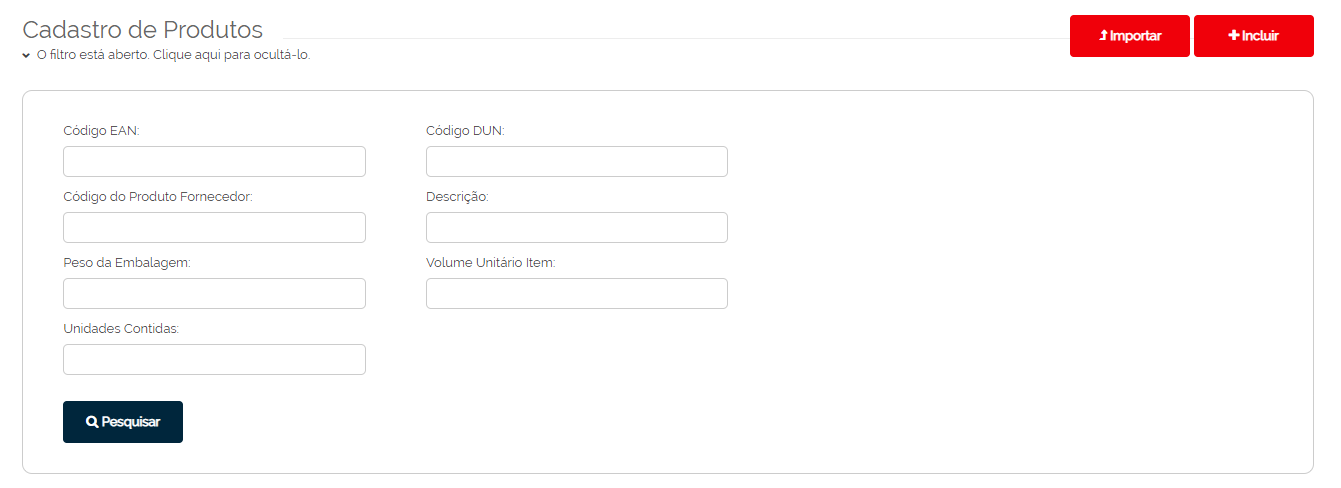 Cadastro de Produtos
Importar
Incluir
O filtro está aberto. Clique aqui para ocultá-lo.
Código EAN:
Código DUN:
Código do Produto Fornecedor:
Descrição:
Peso da Embalagem:
Volume Unitário Item:
Unidades Contidas:
Pesquisar